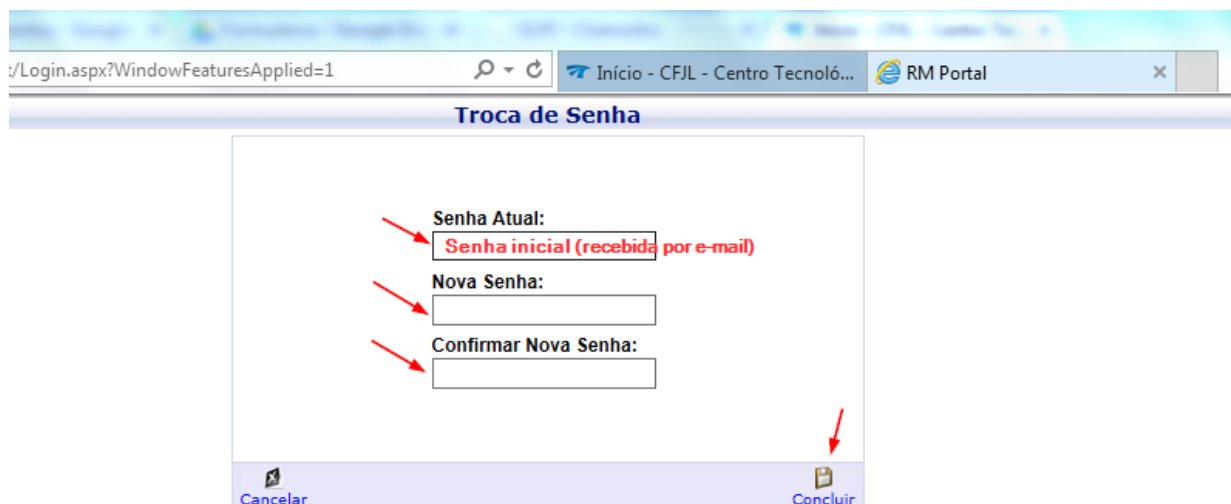 :/Login.aspx?WindowFeaturesApplied=1
Início - CFJL - Centro Tecnoló...
RM Portal
Troca de Senha
Senha Atual:
Senha inicial (recebida por e-mail)
Nova Senha:
Confirmar Nova Senha:
Cancelar
Concluir